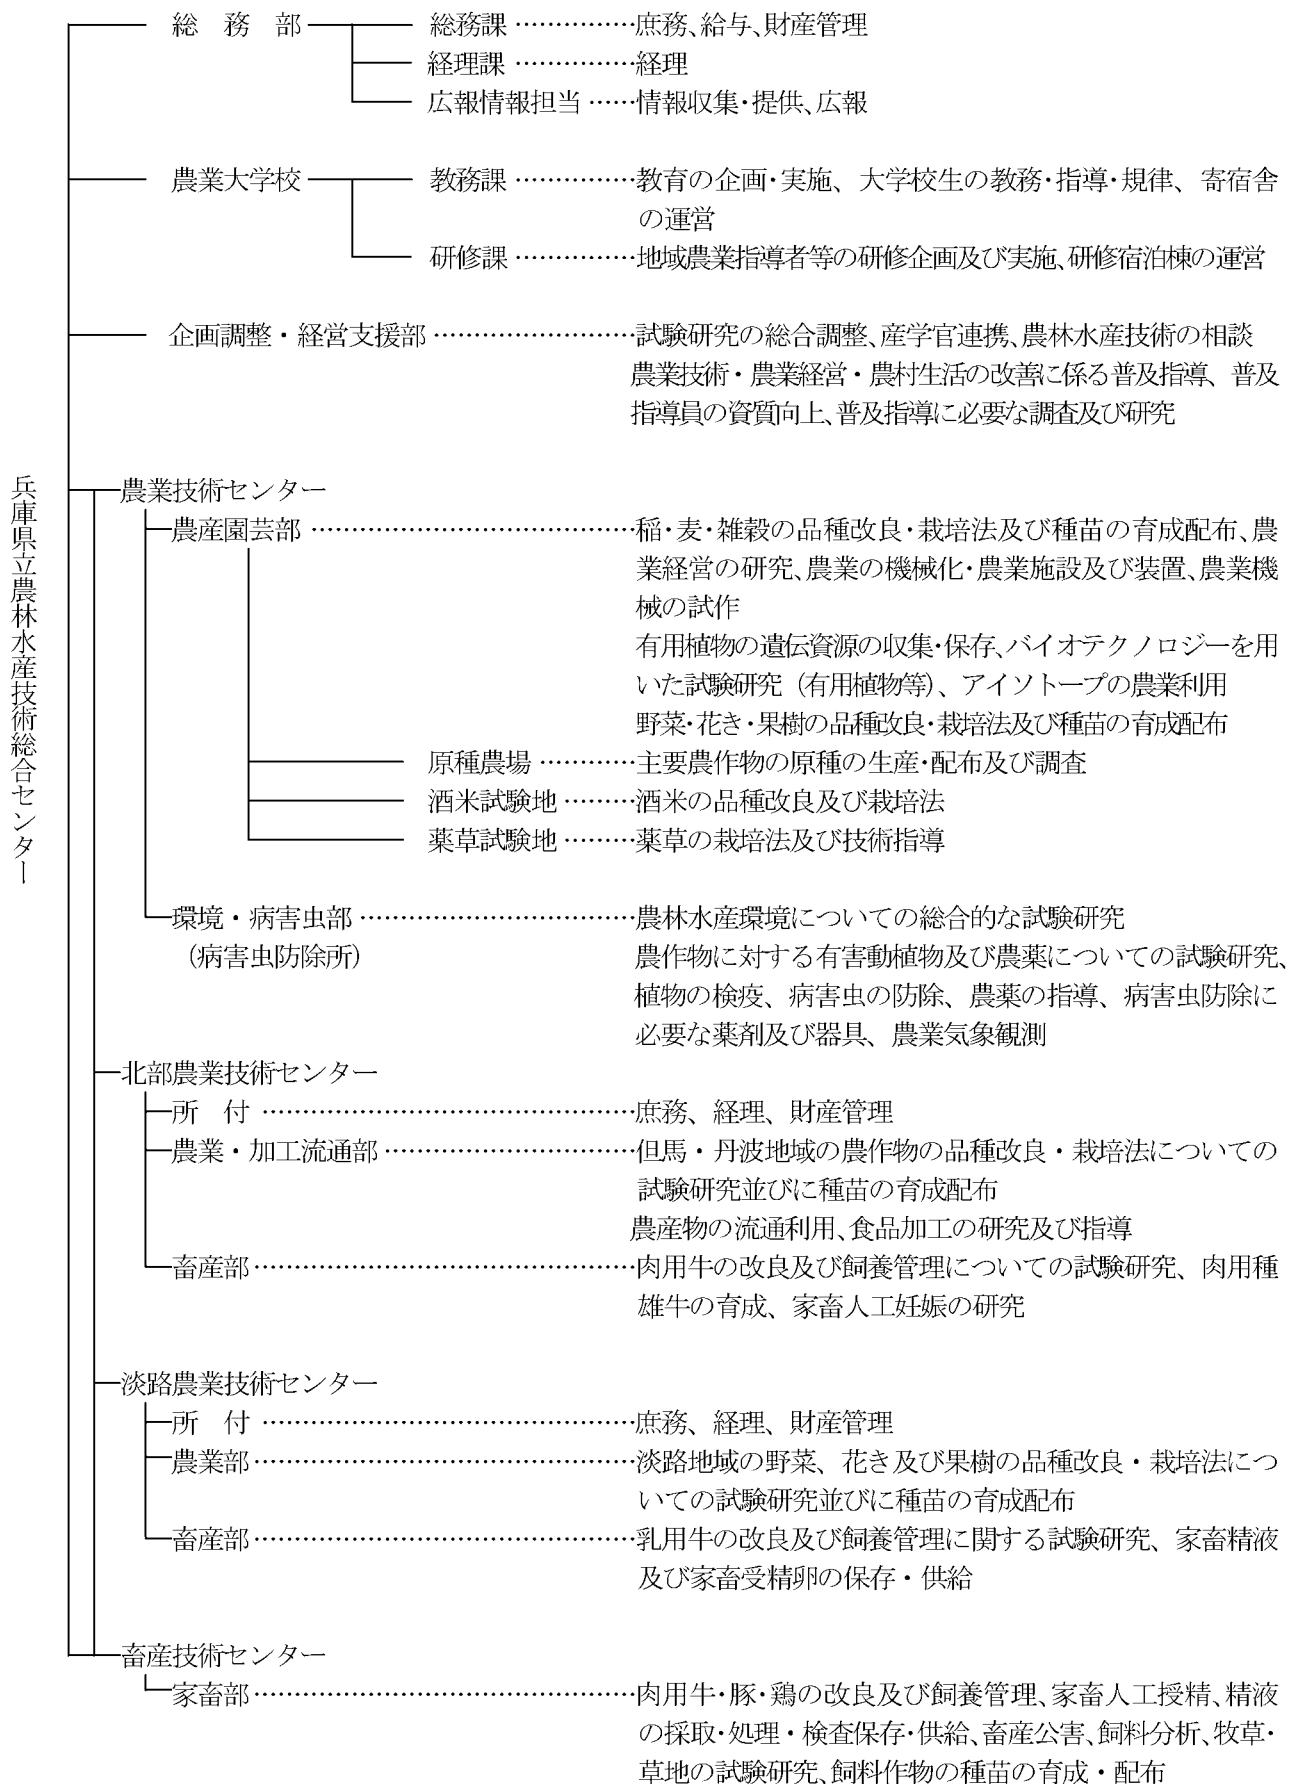 兵庫県立農林水産技術総合センター
総　務　部 総務課 ……………庶務、給与、財産管理
経理課 ……………経理
広報情報担当 ……情報収集・提供、広報
農業大学校 教務課 ……………教育の企画・実施、大学校生の教務・指導・規律、寄宿舎
の運営
研修課 ……………地域農業指導者等の研修企画及び実施、研修宿泊棟の運営
企画調整・経営支援部 ……………………試験研究の総合調整、産学官連携、農林水産技術の相談
農業技術・農業経営・農村生活の改善に係る普及指導、普及
指導員の資質向上、普及指導に必要な調査及び研究
農業技術センター
農産園芸部 ……………………………………稲・麦・雑穀の品種改良・栽培法及び種苗の育成配布、農
業経営の研究、農業の機械化・農業施設及び装置、農業機
械の試作
有用植物の遺伝資源の収集・保存、バイオテクノロジーを用
いた試験研究（有用植物等）、アイソトープの農業利用
野菜・花き・果樹の品種改良・栽培法及び種苗の育成配布
原種農場 …………主要農作物の原種の生産・配布及び調査
酒米試験地 ………酒米の品種改良及び栽培法
薬草試験地 ………薬草の栽培法及び技術指導
環境・病害虫部 ………………………………農林水産環境についての総合的な試験研究
（病害虫防除所） 農作物に対する有害動植物及び農薬についての試験研究、
植物の検疫、病害虫の防除、農薬の指導、病害虫防除に
必要な薬剤及び器具、農業気象観測
北部農業技術センター
所　付 …………………………………………庶務、経理、財産管理
農業・加工流通部 ……………………………但馬・丹波地域の農作物の品種改良・栽培法についての
試験研究並びに種苗の育成配布
農産物の流通利用、食品加工の研究及び指導
畜産部 …………………………………………肉用牛の改良及び飼養管理についての試験研究、肉用種
雄牛の育成、家畜人工妊娠の研究
淡路農業技術センター
所　付 …………………………………………庶務、経理、財産管理
農業部 …………………………………………淡路地域の野菜、花き及び果樹の品種改良・栽培法につ
いての試験研究並びに種苗の育成配布
畜産部 …………………………………………乳用牛の改良及び飼養管理に関する試験研究、家畜精液
及び家畜受精卵の保存・供給
畜産技術センター
家畜部 …………………………………………肉用牛・豚・鶏の改良及び飼養管理、家畜人工授精、精液
の採取・処理・検査保存・供給、畜産公害、飼料分析、牧草・
草地の試験研究、飼料作物の種苗の育成・配布